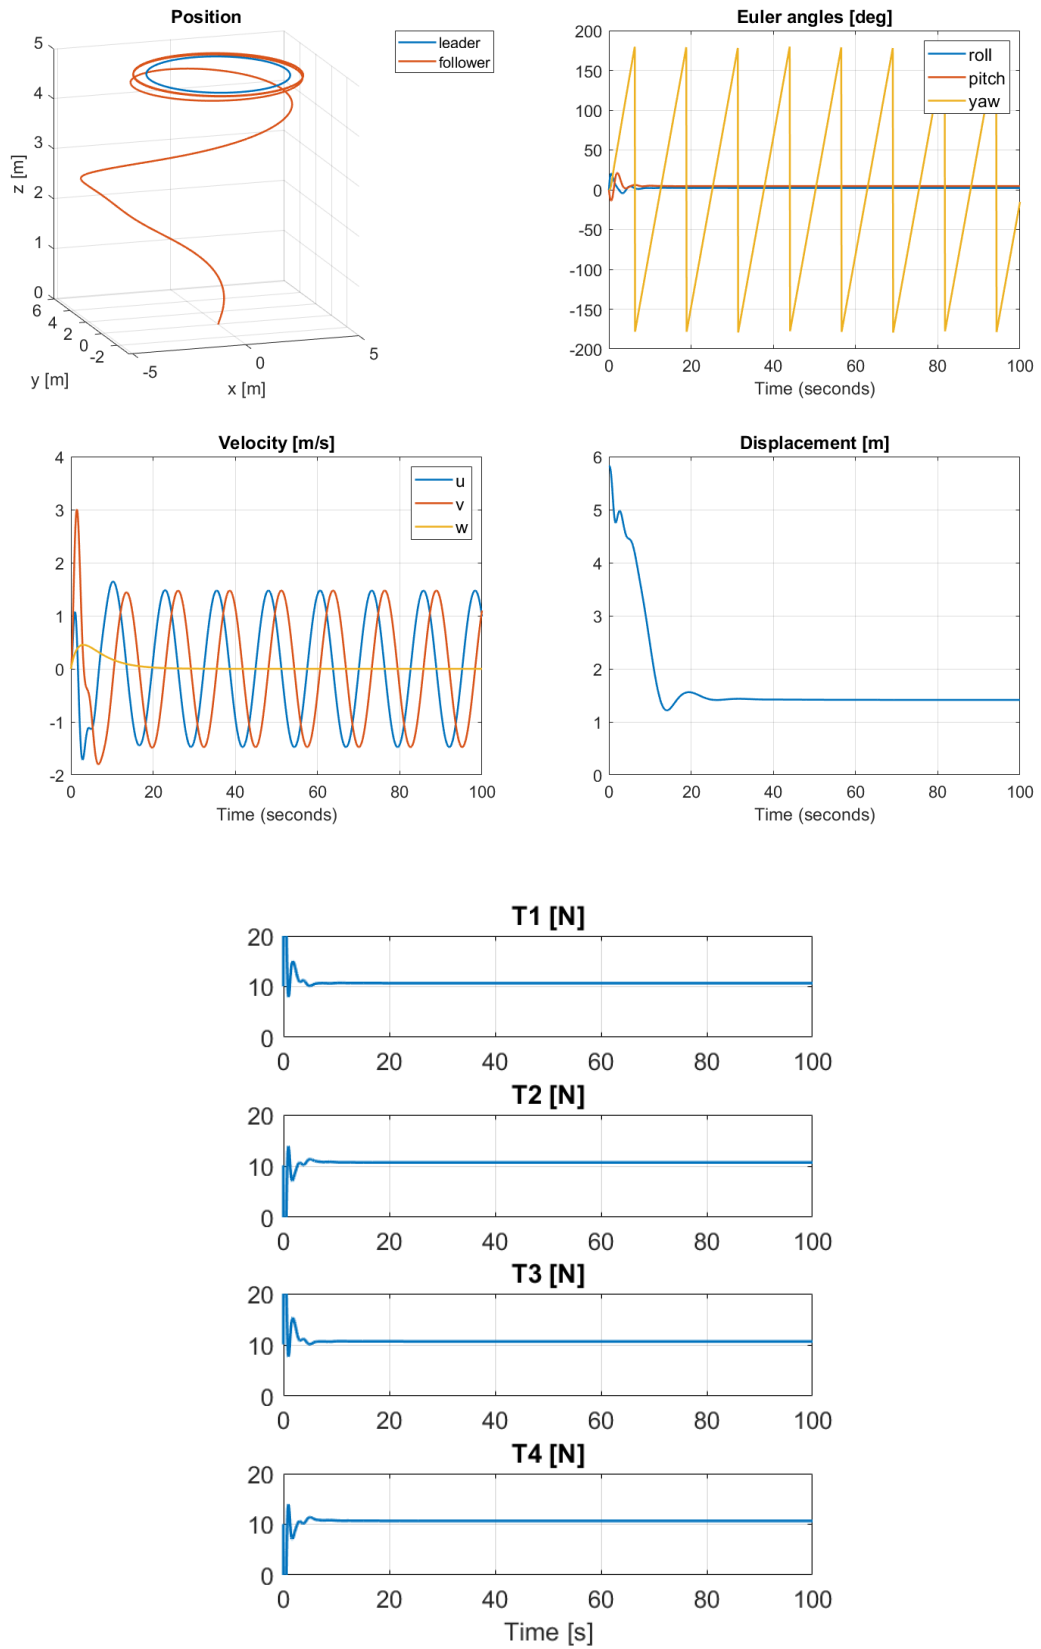 Position
leader
follower
5
4
3
2
1
0
z [m]
6
4
2
0
-2
y [m]
-5
0
5
x [m]
Euler angles [deg]
roll
pitch
yaw
200
150
100
50
0
-50
-100
-150
-200
0 20 40 60 80 100
Time (seconds)
Velocity [m/s]
u
v
w
4
3
2
1
0
-1
-2
0 20 40 60 80 100
Time (seconds)
Displacement [m]
6
5
4
3
2
1
0
0 20 40 60 80 100
Time (seconds)
T1 [N]
20
10
0
0 20 40 60 80 100
T2 [N]
20
10
0
0 20 40 60 80 100
T3 [N]
20
10
0
0 20 40 60 80 100
T4 [N]
20
10
0
0 20 40 60 80 100
Time [s]